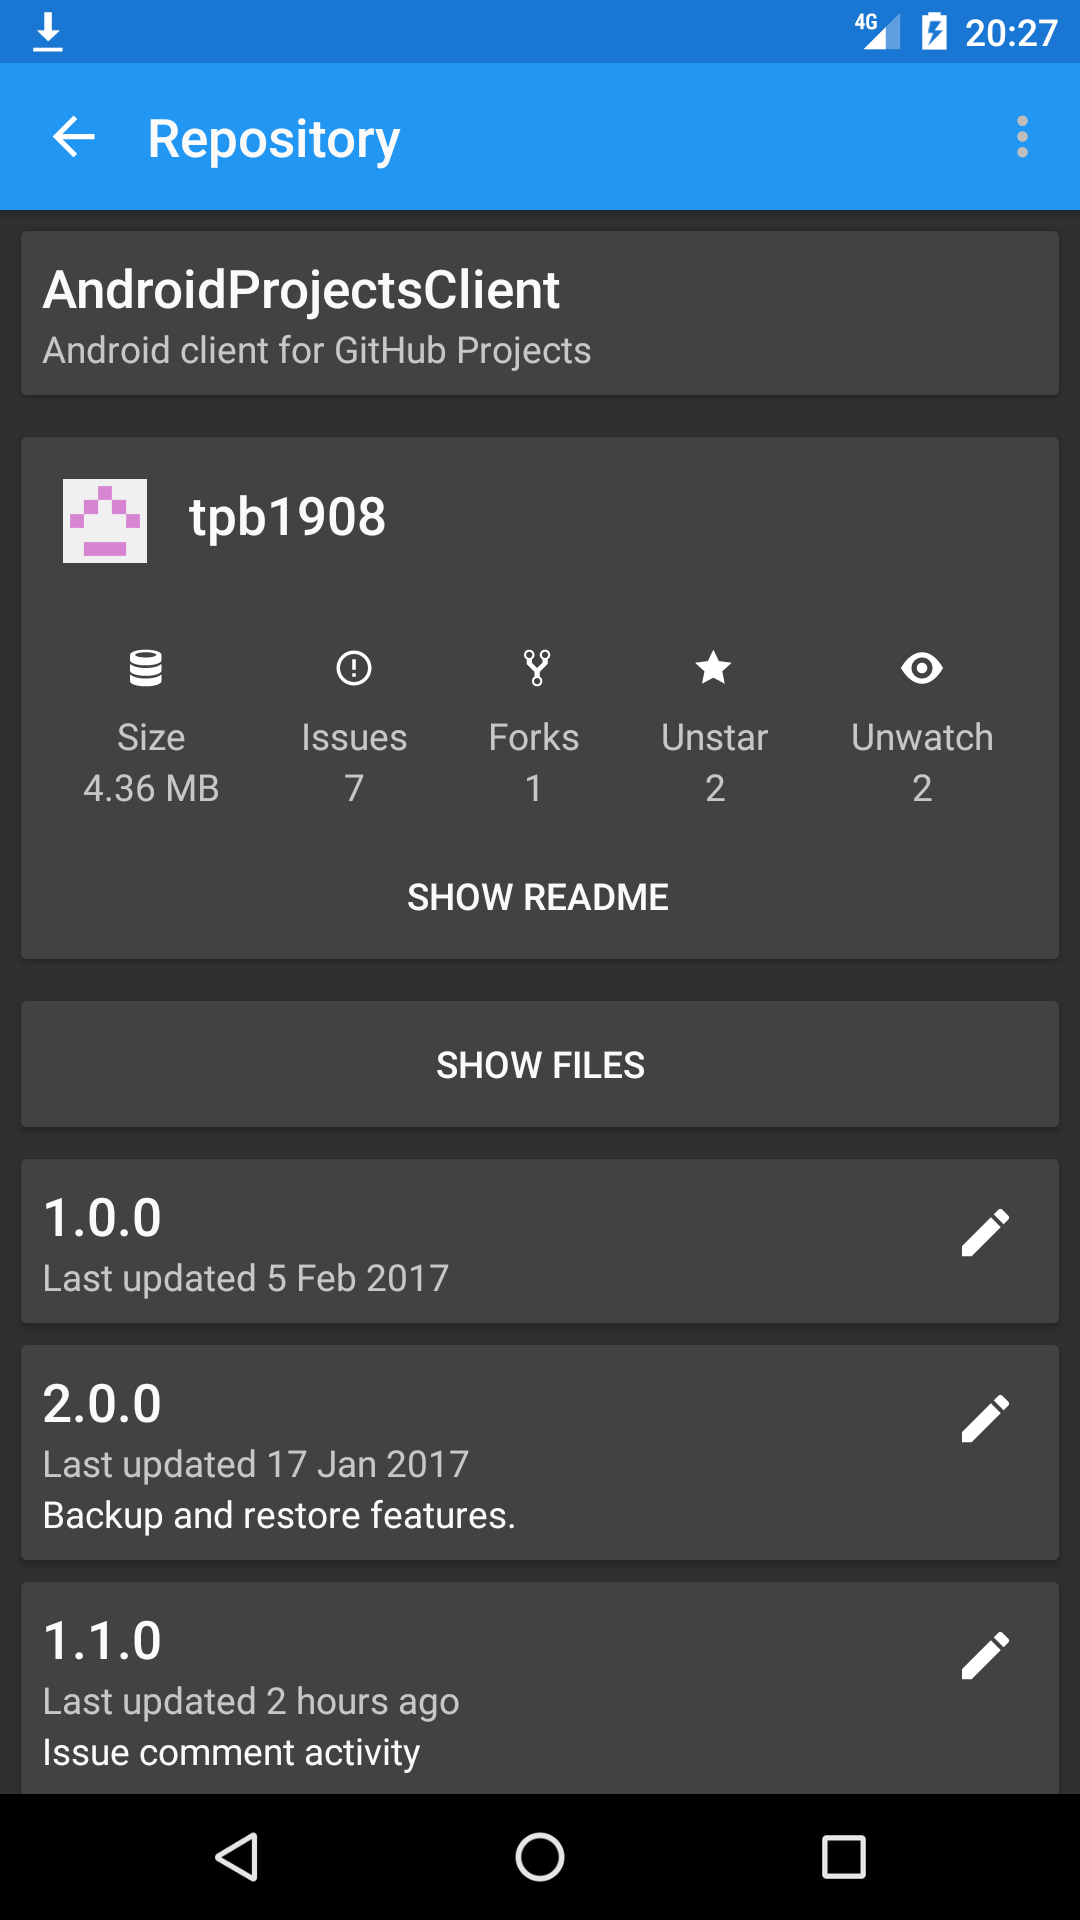 4G 20:27
Repository
AndroidProjectsClient
Android client for GitHub Projects
tpb1908
Size Issues Forks Unstar Unwatch
4.36 MB 7 1 2 2
SHOW README
SHOW FILES
1.0.0
Last updated 5 Feb 2017
2.0.0
Last updated 17 Jan 2017
Backup and restore features.
1.1.0
Last updated 2 hours ago
Issue comment activity